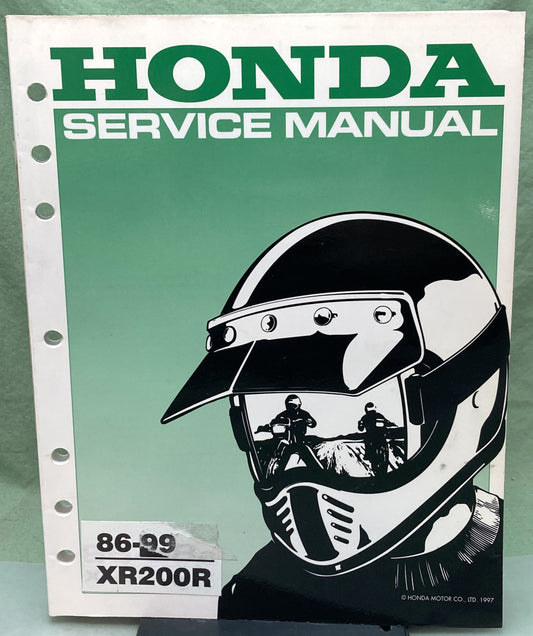 HONDA
SERVICE MANUAL
86-99
XR200R
© HONDA MOTOR CO., LTD. 1997